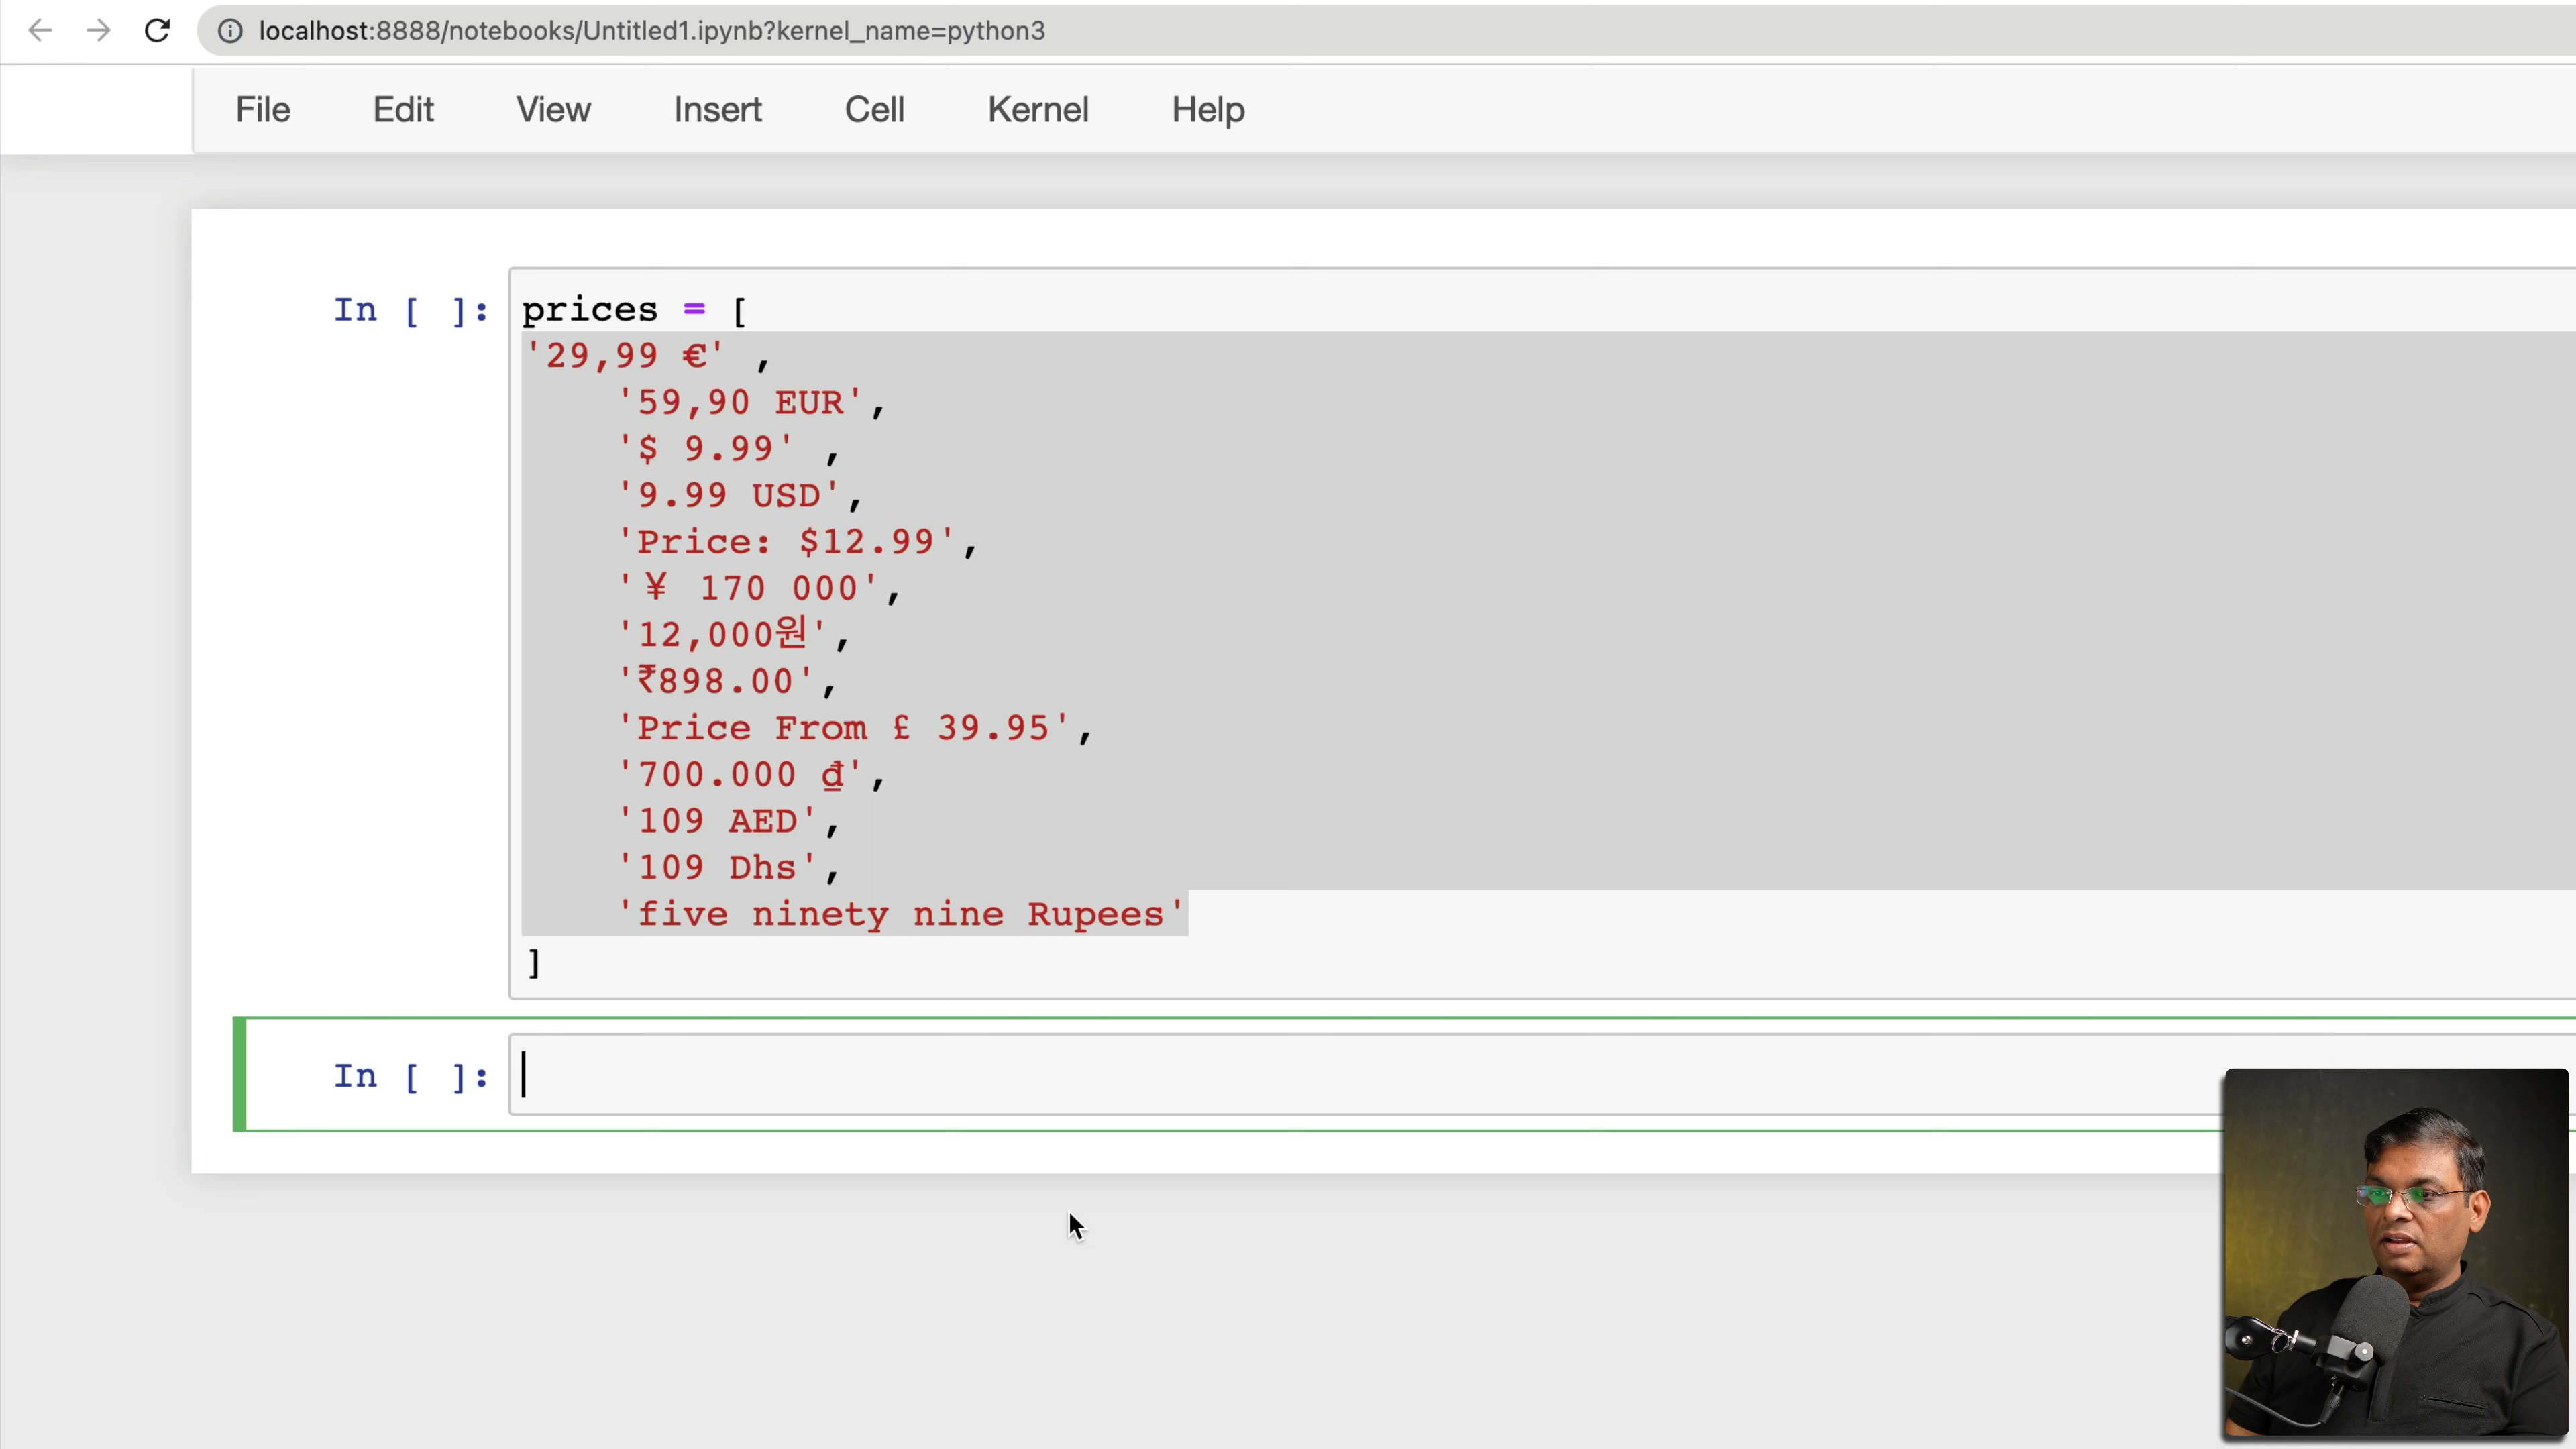 localhost:8888/notebooks/Untitled1.ipynb?kernel_name=python3
File Edit View Insert Cell Kernel Help
In [ ]: prices = [
'29,99 €' ,
'59,90 EUR',
'$ 9.99' ,
'9.99 USD',
'Price: $12.99',
'￥ 170 000',
'12,000원',
'₹898.00',
'Price From £ 39.95',
'700.000 ₫',
'109 AED',
'109 Dhs',
'five ninety nine Rupees'
]
In [ ]: